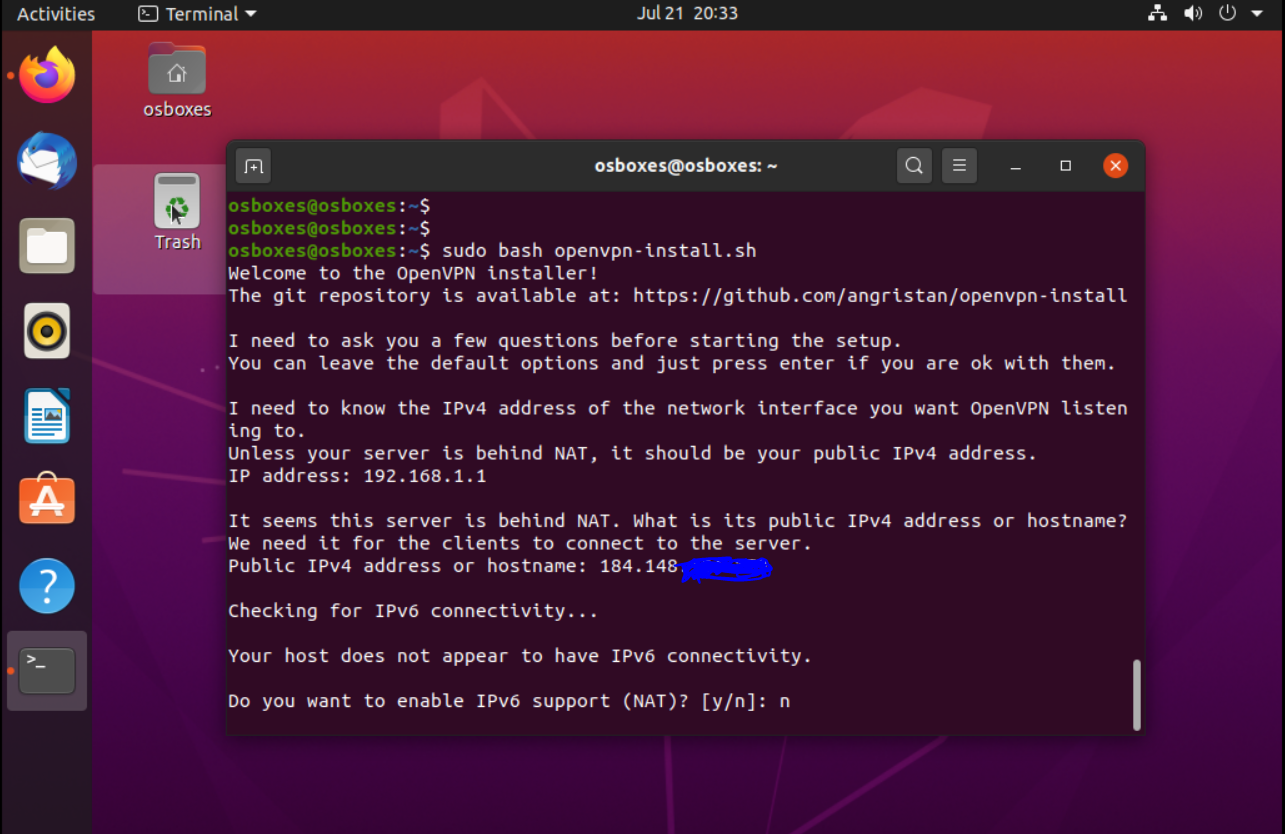 Activities
Terminal
Jul 21 20:33
osboxes
Trash
osboxes@osboxes: ~
osboxes@osboxes:~$
osboxes@osboxes:~$
osboxes@osboxes:~$ sudo bash openvpn-install.sh
Welcome to the OpenVPN installer!
The git repository is available at: https://github.com/angristan/openvpn-install
I need to ask you a few questions before starting the setup.
You can leave the default options and just press enter if you are ok with them.
I need to know the IPv4 address of the network interface you want OpenVPN listen
ing to.
Unless your server is behind NAT, it should be your public IPv4 address.
IP address: 192.168.1.1
It seems this server is behind NAT. What is its public IPv4 address or hostname?
We need it for the clients to connect to the server.
Public IPv4 address or hostname: 184.148.
Checking for IPv6 connectivity...
Your host does not appear to have IPv6 connectivity.
Do you want to enable IPv6 support (NAT)? [y/n]: n